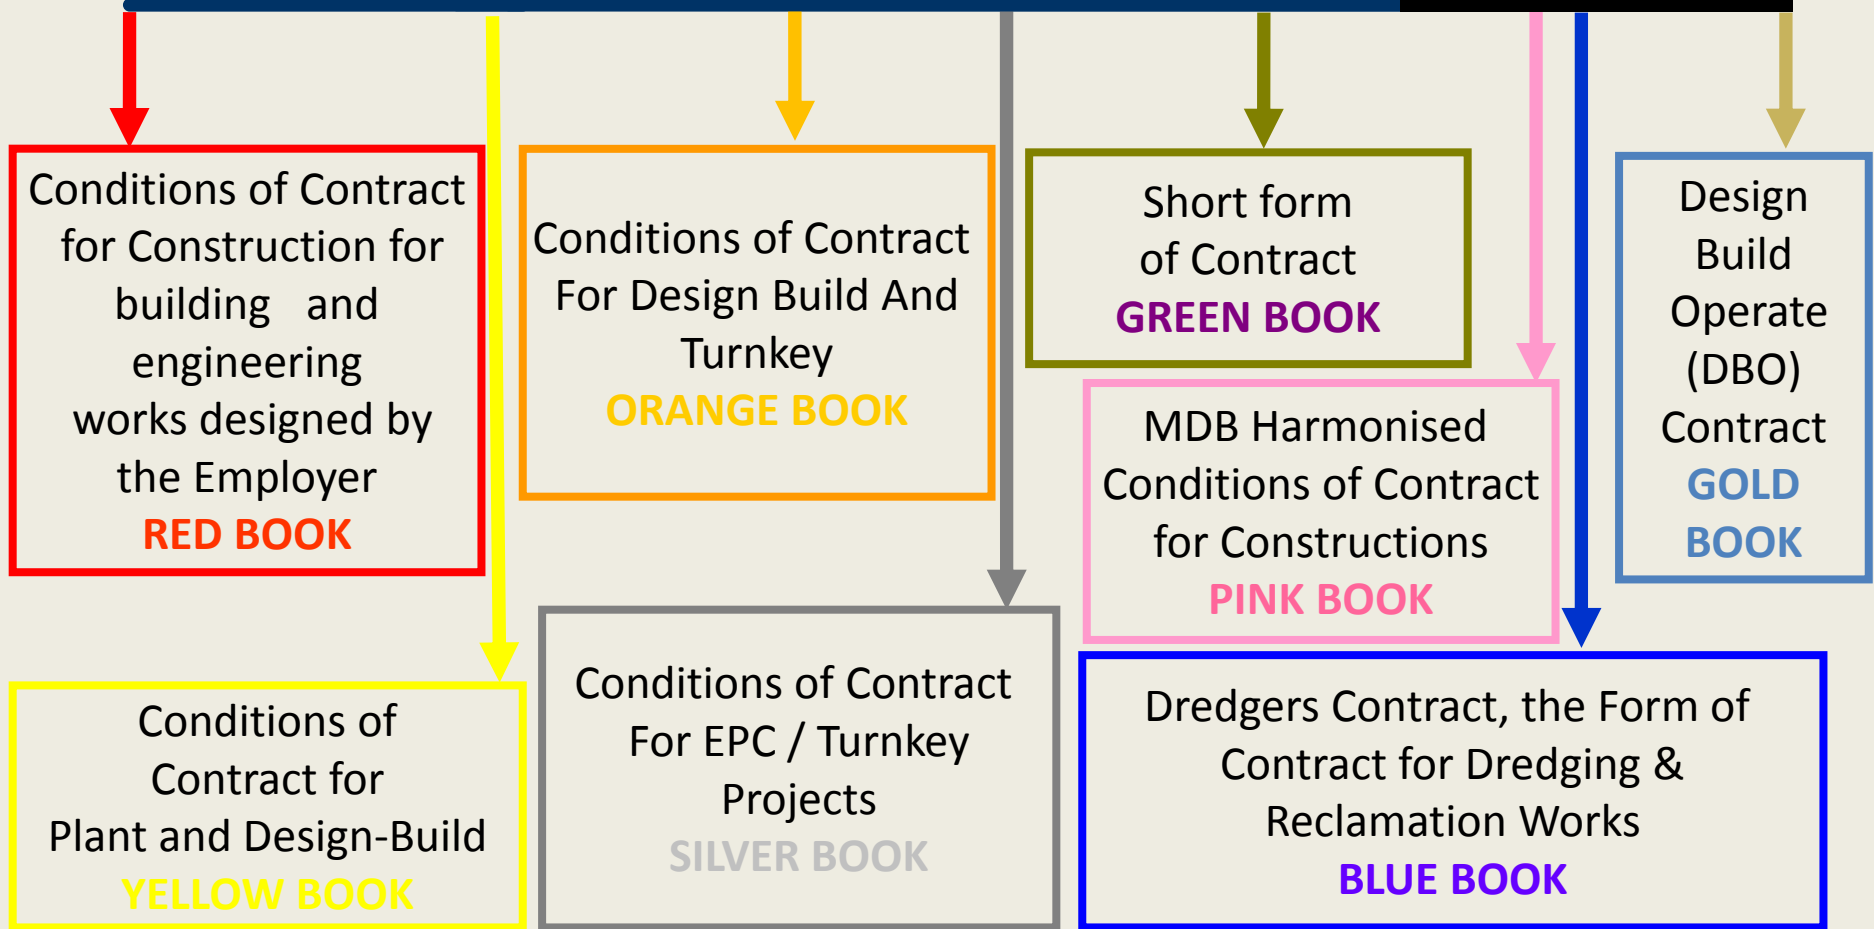 Conditions of Contract
for Construction for
building and
engineering
works designed by
the Employer
RED BOOK
Conditions of Contract
For Design Build And
Turnkey
ORANGE BOOK
Short form
of Contract
GREEN BOOK
Design
Build
Operate
(DBO)
Contract
GOLD
BOOK
MDB Harmonised
Conditions of Contract
for Constructions
PINK BOOK
Conditions of
Contract for
Plant and Design-Build
YELLOW BOOK
Conditions of Contract
For EPC / Turnkey
Projects
SILVER BOOK
Dredgers Contract, the Form of
Contract for Dredging &
Reclamation Works
BLUE BOOK